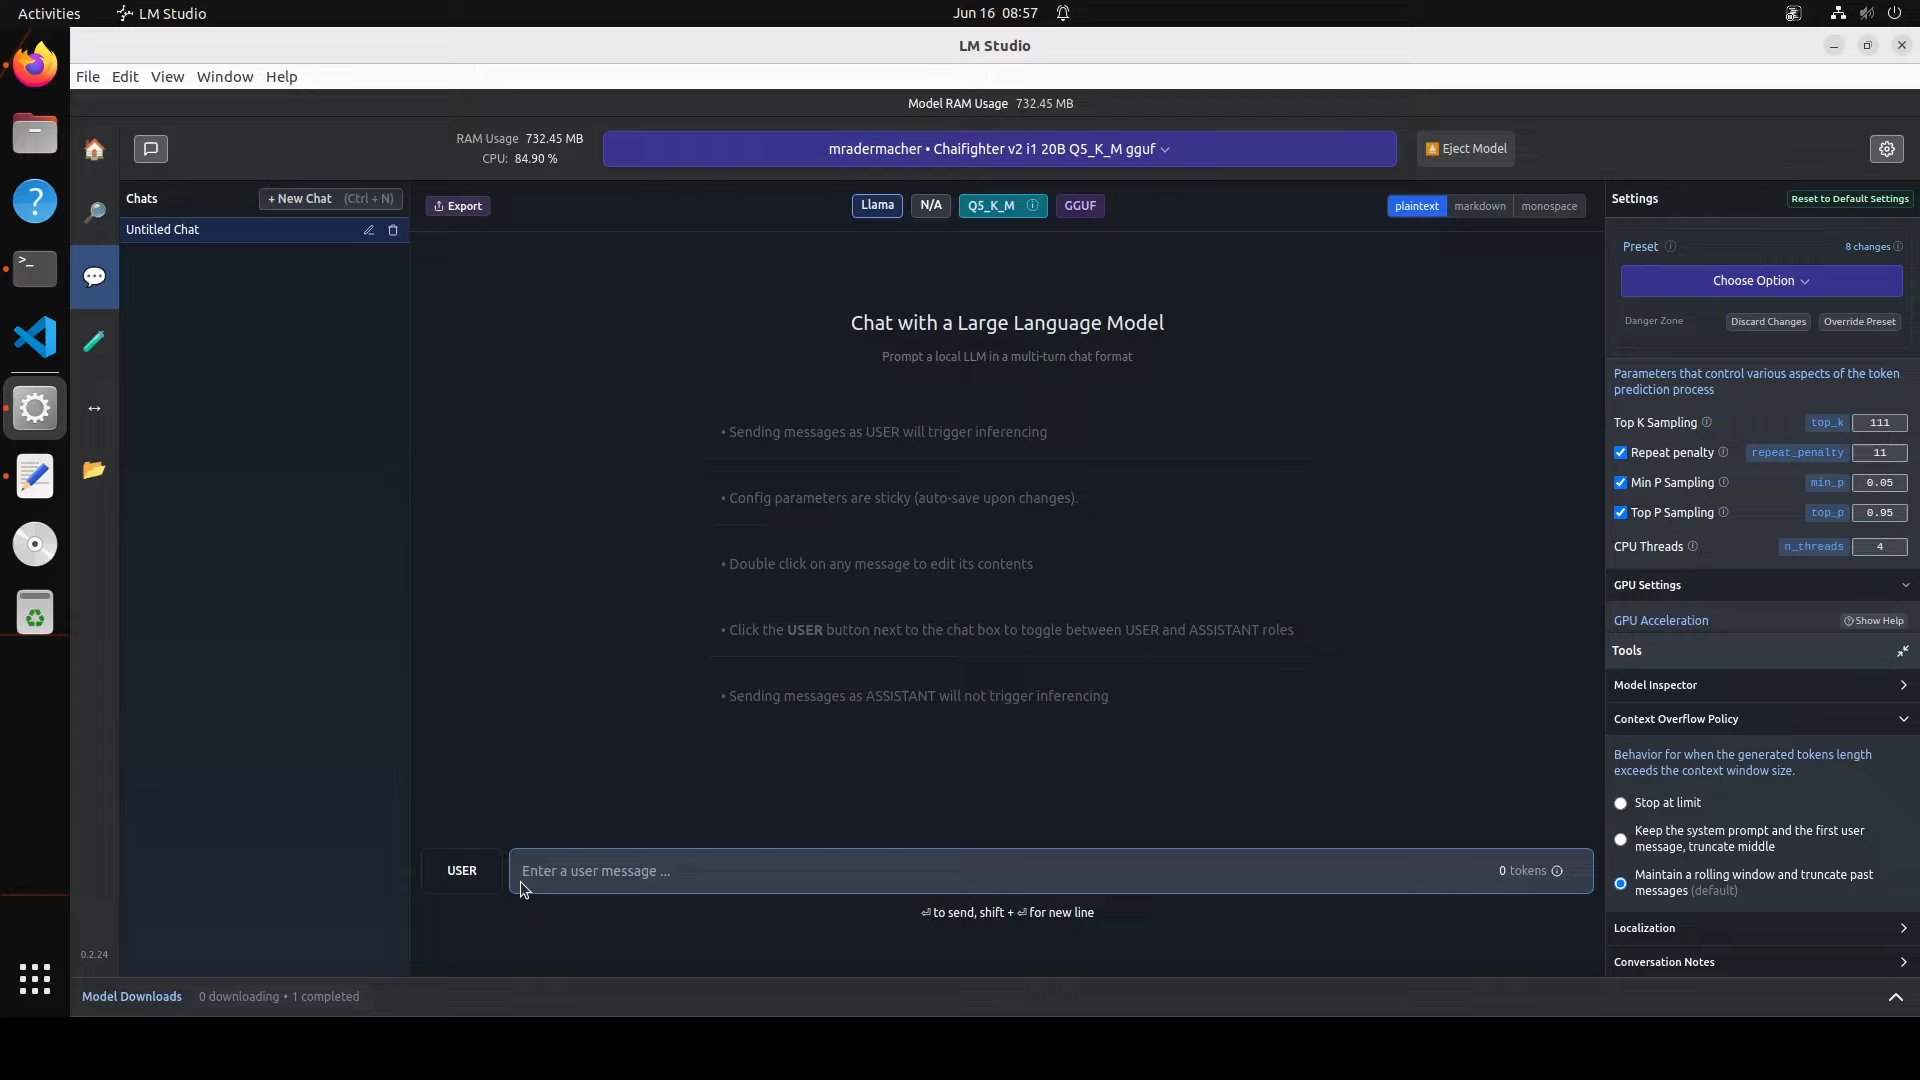 Activities
LM Studio
Jun 16 08:57
LM Studio
File Edit View Window Help
Model RAM Usage 732.45 MB
RAM Usage 732.45 MB
CPU: 84.90 %
mradermacher • Chaifighter v2 i1 20B Q5_K_M gguf
Eject Model
Chats
+ New Chat (Ctrl + N)
Untitled Chat
Export
Llama
N/A
Q5_K_M
GGUF
plaintext
markdown
monospace
Chat with a Large Language Model
Prompt a local LLM in a multi-turn chat format
• Sending messages as USER will trigger inferencing
• Config parameters are sticky (auto-save upon changes).
• Double click on any message to edit its contents
• Click the USER button next to the chat box to toggle between USER and ASSISTANT roles
• Sending messages as ASSISTANT will not trigger inferencing
USER
Enter a user message ...
0 tokens
⏎ to send, shift + ⏎ for new line
Settings
Reset to Default Settings
Preset
8 changes
Choose Option
Danger Zone
Discard Changes
Override Preset
Parameters that control various aspects of the token
prediction process
Top K Sampling top_k 111
Repeat penalty repeat_penalty 11
Min P Sampling min_p 0.05
Top P Sampling top_p 0.95
CPU Threads n_threads 4
GPU Settings
GPU Acceleration
Show Help
Tools
Model Inspector
Context Overflow Policy
Behavior for when the generated tokens length
exceeds the context window size.
Stop at limit
Keep the system prompt and the first user
message, truncate middle
Maintain a rolling window and truncate past
messages (default)
Localization
Conversation Notes
0.2.24
Model Downloads 0 downloading • 1 completed